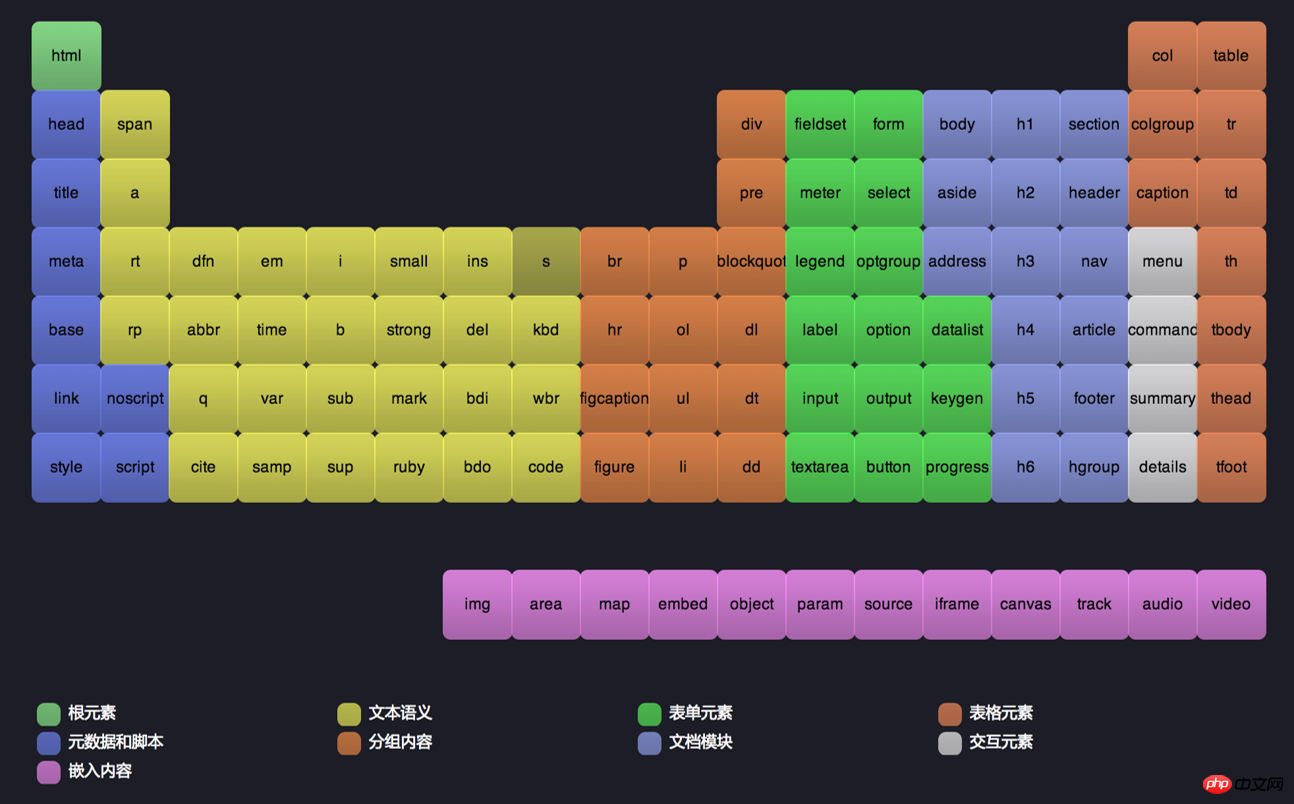 html col table
head span div fieldset form body h1 section colgroup tr
title a pre meter select aside h2 header caption td
meta rt dfn em i small ins s br p blockquot legend optgroup address h3 nav menu th
base rp abbr time b strong del kbd hr ol dl label option datalist h4 article command tbody
link noscript q var sub mark bdi wbr figcaption ul dt input output keygen h5 footer summary thead
style script cite samp sup ruby bdo code figure li dd textarea button progress h6 hgroup details tfoot
img area map embed object param source iframe canvas track audio video
根元素 文本语义 表单元素 表格元素
元数据和脚本 分组内容 文档模块 交互元素
嵌入内容
php 中文网